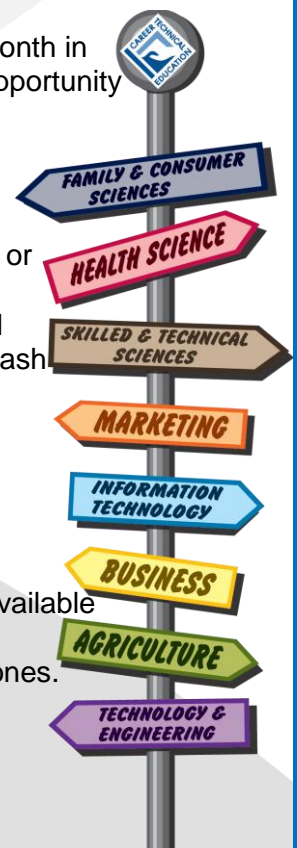 onth in
CAREER TECHNICAL
EDUCATION
pportunity
FAMILY & CONSUMER
SCIENCES
or
HEALTH SCIENCE
SKILLED & TECHNICAL
SCIENCES
ash
MARKETING
INFORMATION
TECHNOLOGY
BUSINESS
vailable
AGRICULTURE
ones.
TECHNOLOGY &
ENGINEERING